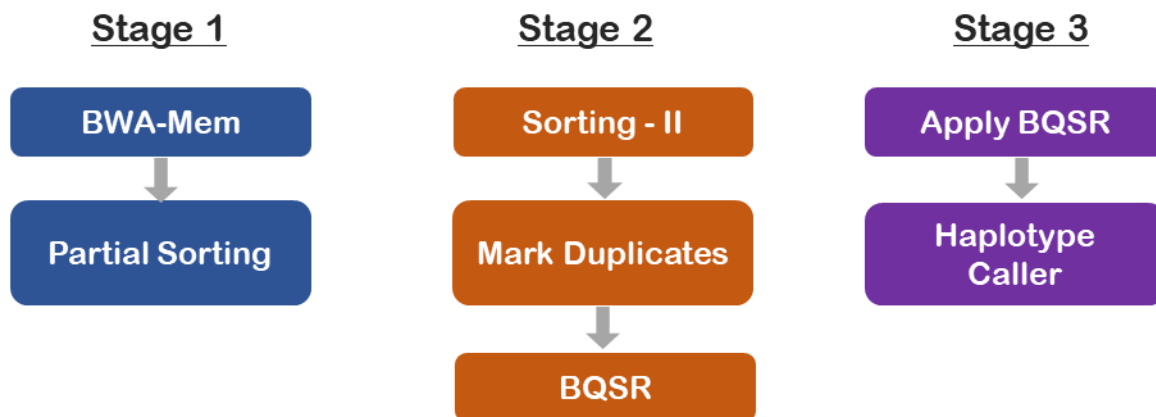 Stage 1
BWA-Mem
Partial Sorting
Stage 2
Sorting - II
Mark Duplicates
BQSR
Stage 3
Apply BQSR
Haplotype
Caller